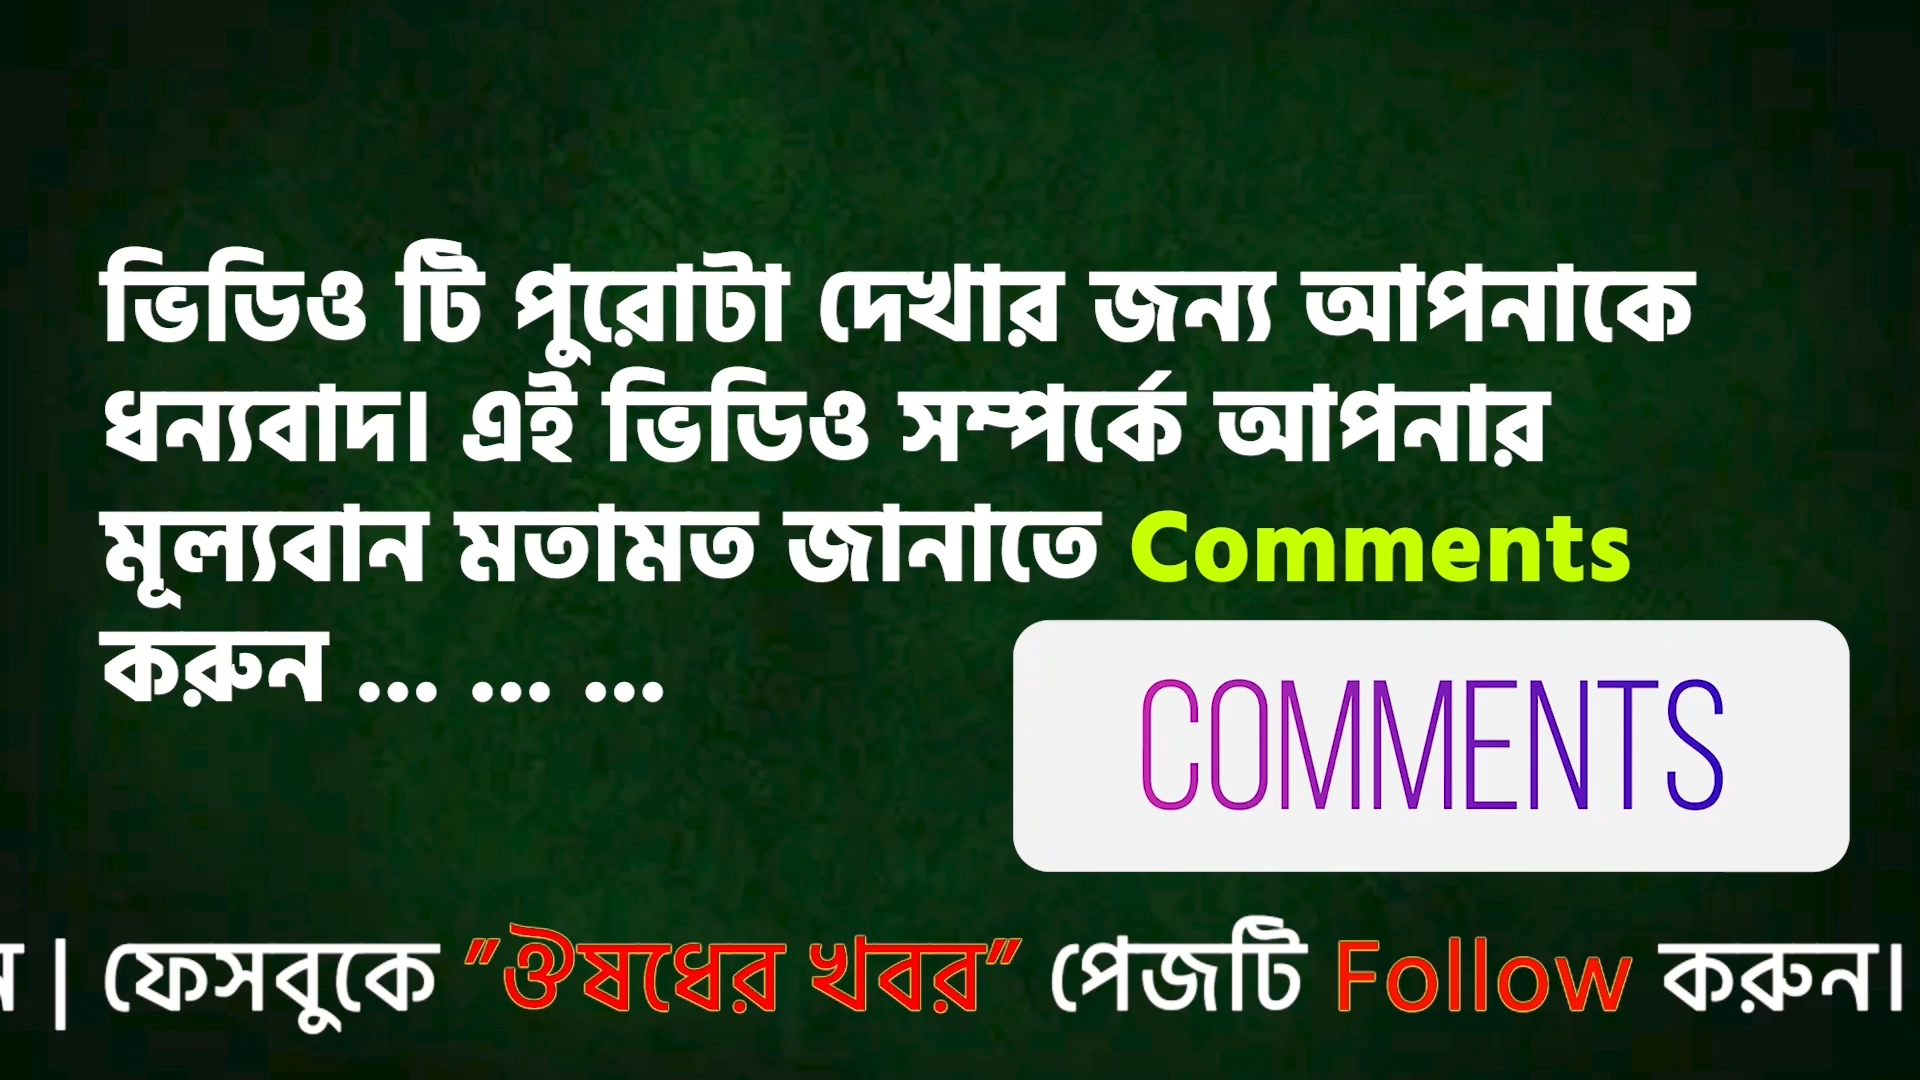 ভিডিও টি পুরোটা দেখার জন্য আপনাকে
ধন্যবাদ। এই ভিডিও সম্পর্কে আপনার
মূল্যবান মতামত জানাতে Comments
করুন ... ... ...
COMMENTS
| ফেসবুকে "ঔষধের খবর" পেজটি Follow করুন।